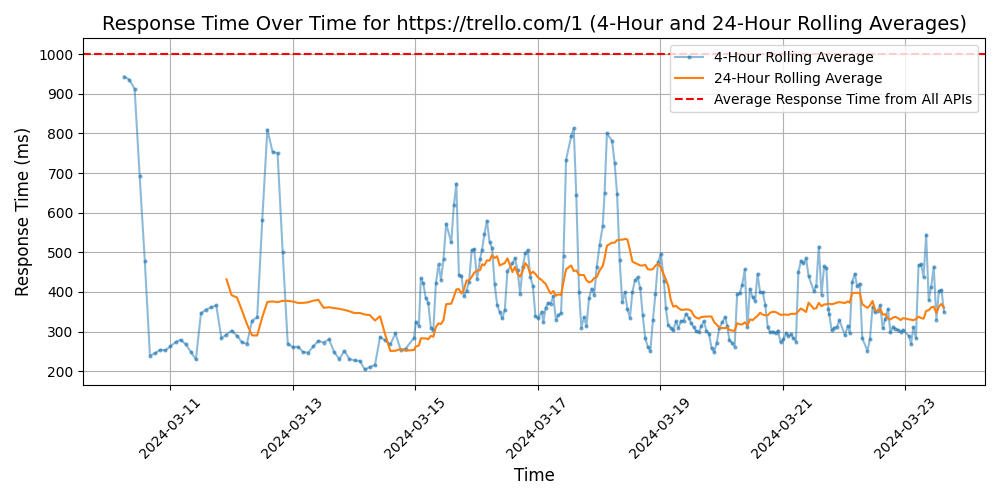 Response Time Over Time for https://trello.com/1 (4-Hour and 24-Hour Rolling Averages)
4-Hour Rolling Average
24-Hour Rolling Average
Average Response Time from All APIs
Response Time (ms)
1000
900
800
700
600
500
400
300
200
2024-03-11
2024-03-13
2024-03-15
2024-03-17
2024-03-19
2024-03-21
2024-03-23
Time